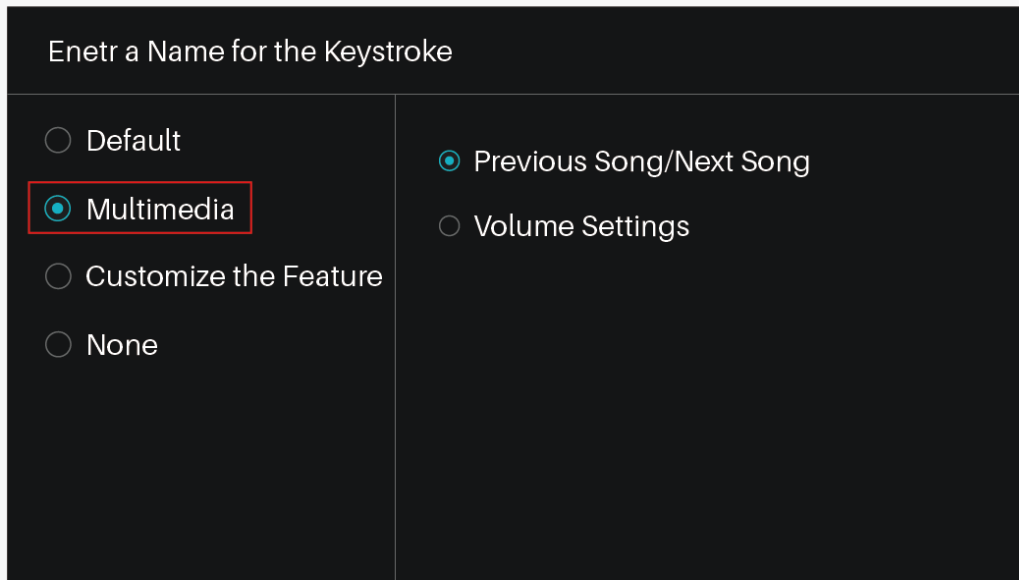 Enetr a Name for the Keystroke
Default
Multimedia
Customize the Feature
None
Previous Song/Next Song
Volume Settings